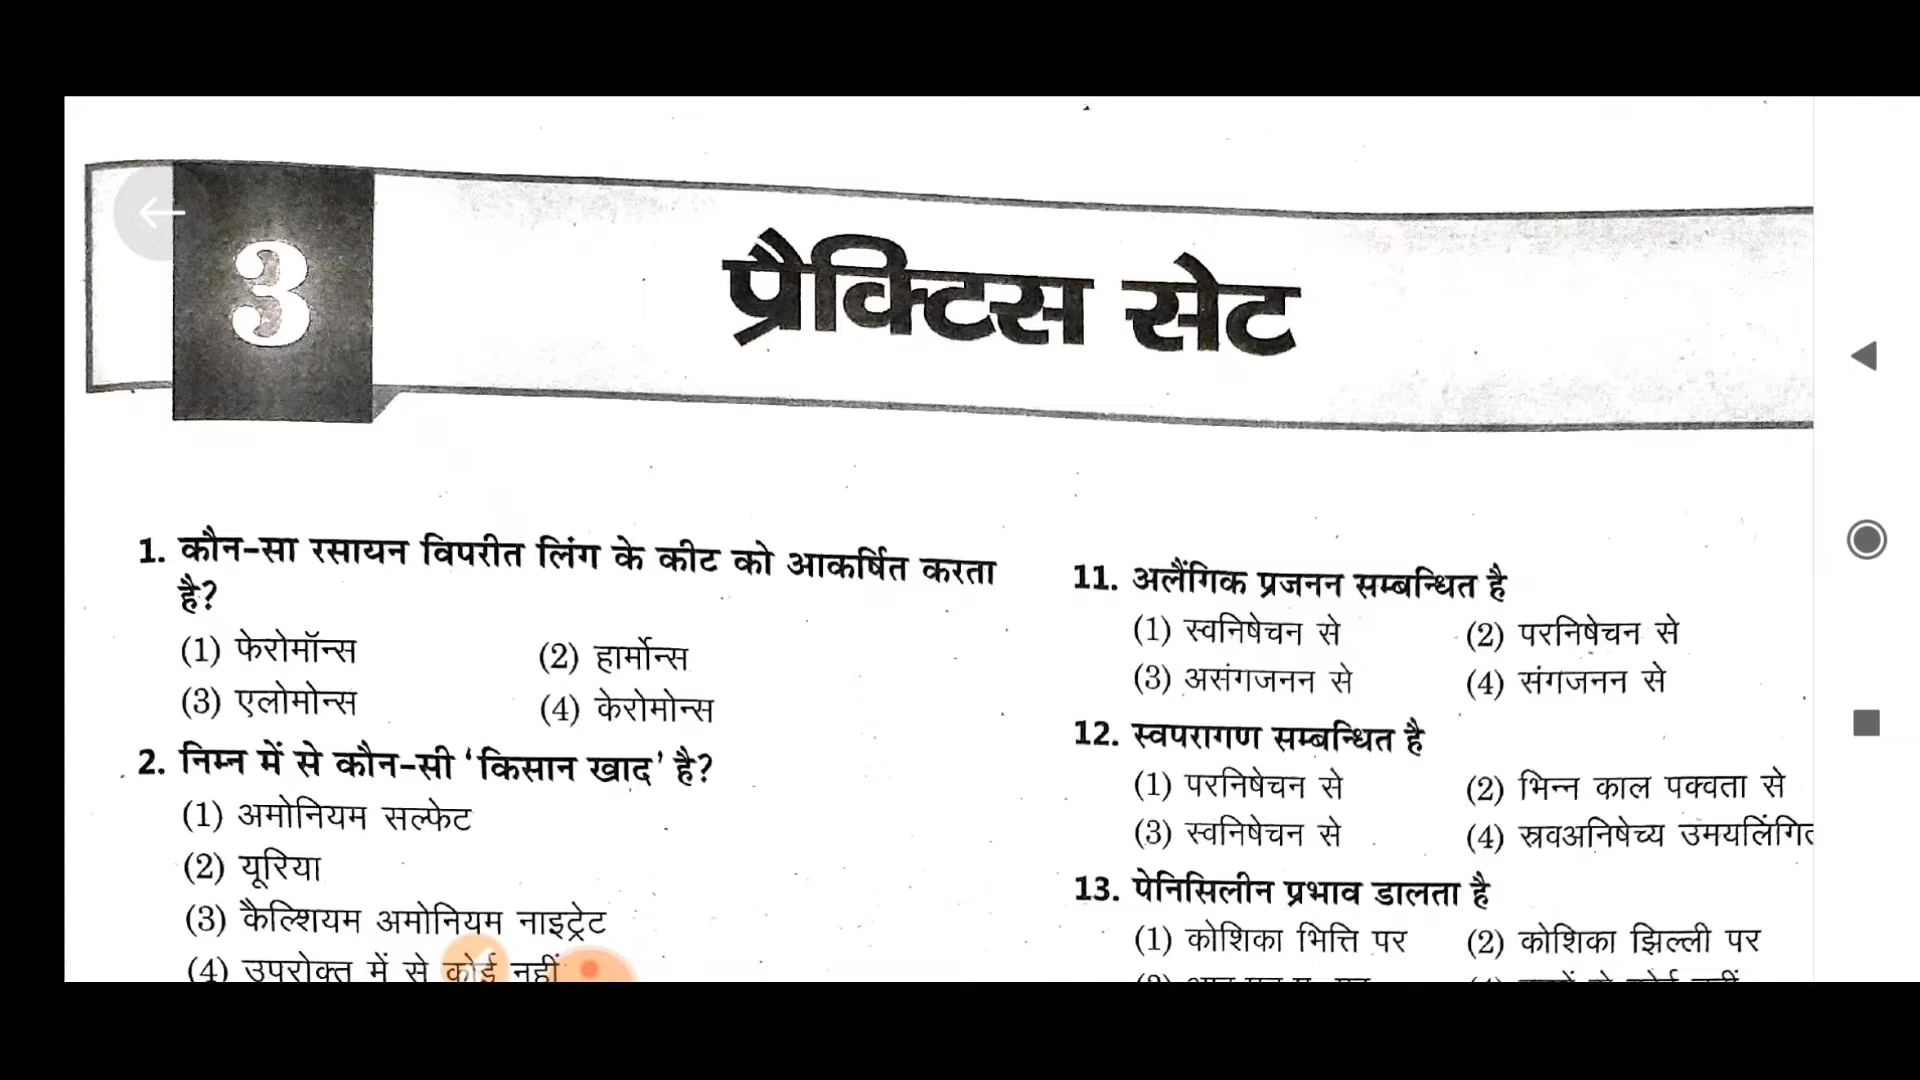 3
प्रैक्टिस सेट
1. कौन-सा रसायन विपरीत लिंग के कीट को आकर्षित करता
है?
(1) फेरोमॉन्स (2) हार्मोन्स
(3) एलोमोन्स (4) केरोमोन्स
2. निम्न में से कौन-सी ‘किसान खाद’ है?
(1) अमोनियम सल्फेट
(2) यूरिया
(3) कैल्शियम अमोनियम नाइट्रेट
(4) उपरोक्त में से कोई नहीं
11. अलैंगिक प्रजनन सम्बन्धित है
(1) स्वनिषेचन से (2) परनिषेचन से
(3) असंगजनन से (4) संगजनन से
12. स्वपरागण सम्बन्धित है
(1) परनिषेचन से (2) भिन्न काल पक्वता से
(3) स्वनिषेचन से (4) स्रवअनिषेच्य
13. पेनिसिलीन प्रभाव डालता है
(1) कोशिका भित्ति पर (2) कोशिका झिल्ली पर